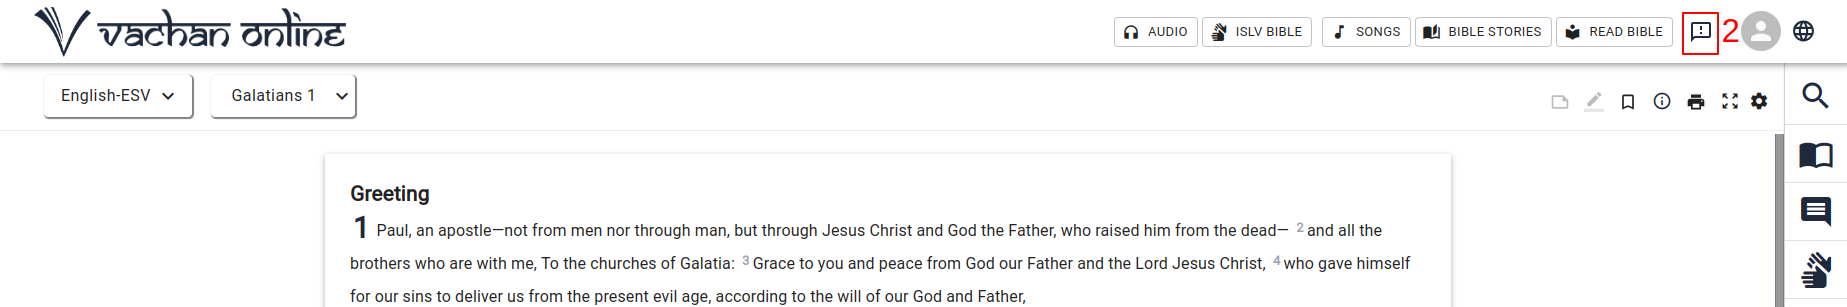 vachan online
AUDIO
ISLV BIBLE
SONGS
BIBLE STORIES
READ BIBLE
2
English-ESV
Galatians 1
Greeting
1 Paul, an apostle—not from men nor through man, but through Jesus Christ and God the Father, who raised him from the dead— 2 and all the
brothers who are with me, To the churches of Galatia: 3 Grace to you and peace from God our Father and the Lord Jesus Christ, 4 who gave himself
for our sins to deliver us from the present evil age, according to the will of our God and Father,